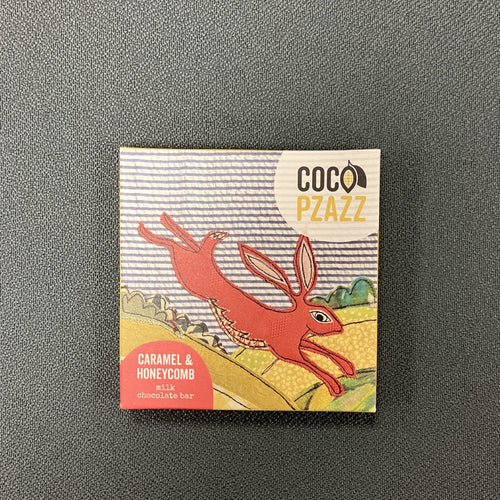 COCO
PZAZZ
CARAMEL &
HONEYCOMB
milk
chocolate bar